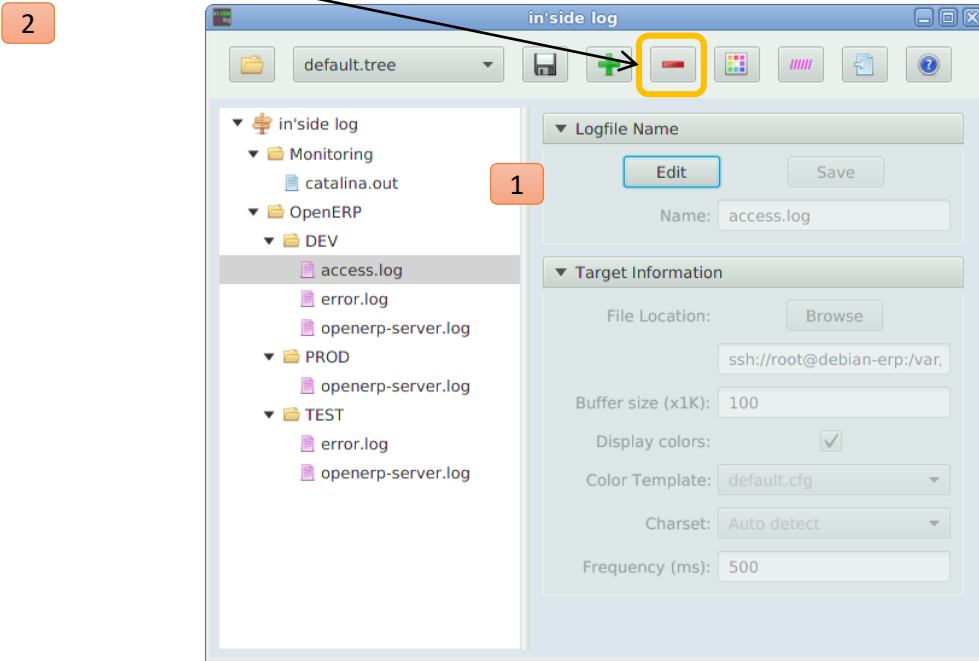 2
in'side log
default.tree
in'side log
Monitoring
catalina.out
OpenERP
DEV
access.log
error.log
openerp-server.log
PROD
openerp-server.log
TEST
error.log
openerp-server.log
1
Logfile Name
Edit Save
Name: access.log
Target Information
File Location: Browse
ssh://root@debian-erp:/var,
Buffer size (x1K): 100
Display colors:
Color Template: default.cfg
Charset: Auto detect
Frequency (ms): 500